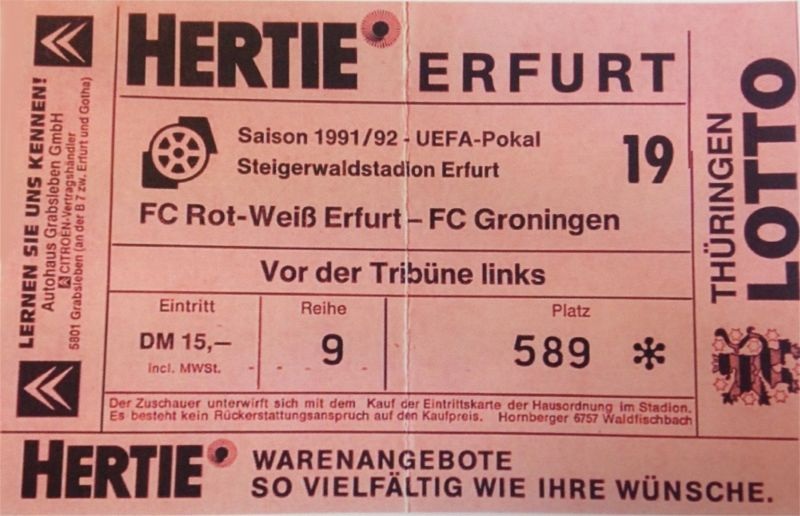 HERTIE ERFURT
Saison 1991/92 - UEFA-Pokal
Steigerwaldstadion Erfurt
19
FC Rot-Weiß Erfurt – FC Groningen
Vor der Tribüne links
Eintritt
DM 15,—
incl. MWSt.
Reihe
9
Platz
589 *
Der Zuschauer unterwirft sich mit dem Kauf der Eintrittskarte der Hausordnung im Stadion.
Es besteht kein Rückerstattungsanspruch auf den Kaufpreis. Hornberger 6757 Waldfischbach
HERTIE WARENANGEBOTE
SO VIELFÄLTIG WIE IHRE WÜNSCHE.
LERNEN SIE UNS KENNEN!
Autohaus Grabsleben GmbH
CITROEN-Vertragshändler
5801 Grabsleben (an der B 7 zw. Erfurt und Gotha)
THÜRINGEN
LOTTO